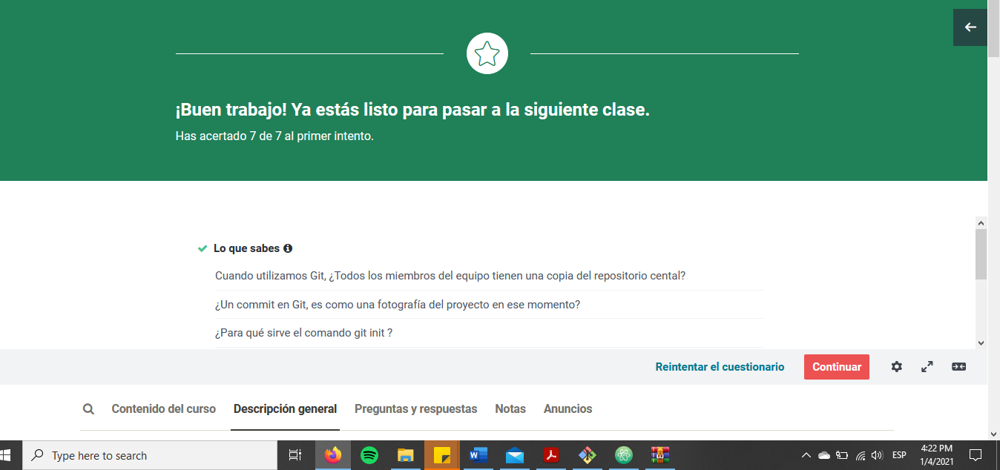 ¡Buen trabajo! Ya estás listo para pasar a la siguiente clase.
Has acertado 7 de 7 al primer intento.
Lo que sabes
Cuando utilizamos Git, ¿Todos los miembros del equipo tienen una copia del repositorio cental?
¿Un commit en Git, es como una fotografía del proyecto en ese momento?
¿Para qué sirve el comando git init ?
Reintentar el cuestionario
Continuar
Contenido del curso
Descripción general
Preguntas y respuestas
Notas
Anuncios
Type here to search
ESP
4:22 PM
1/4/2021